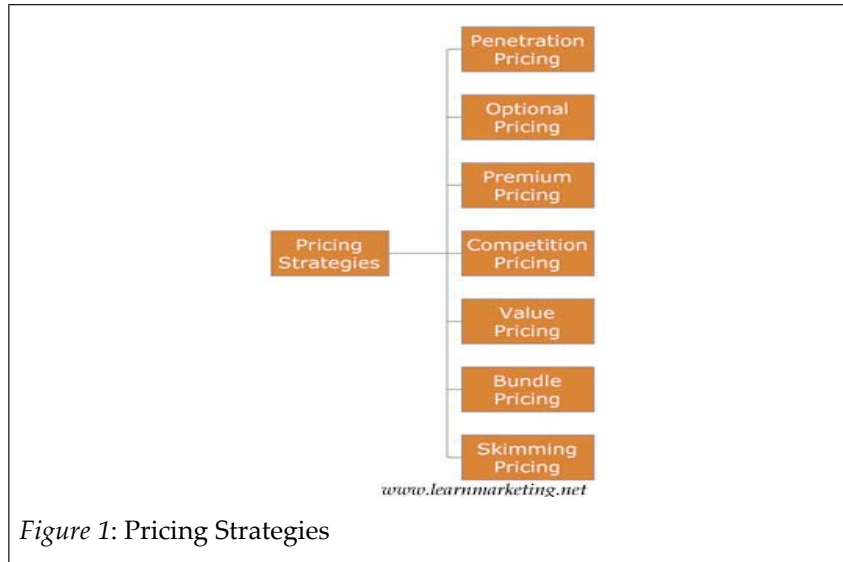 Penetration
Pricing
Optional
Pricing
Premium
Pricing
Pricing
Strategies
Competition
Pricing
Value
Pricing
Bundle
Pricing
Skimming
Pricing
www.learnmarketing.net
Figure 1: Pricing Strategies